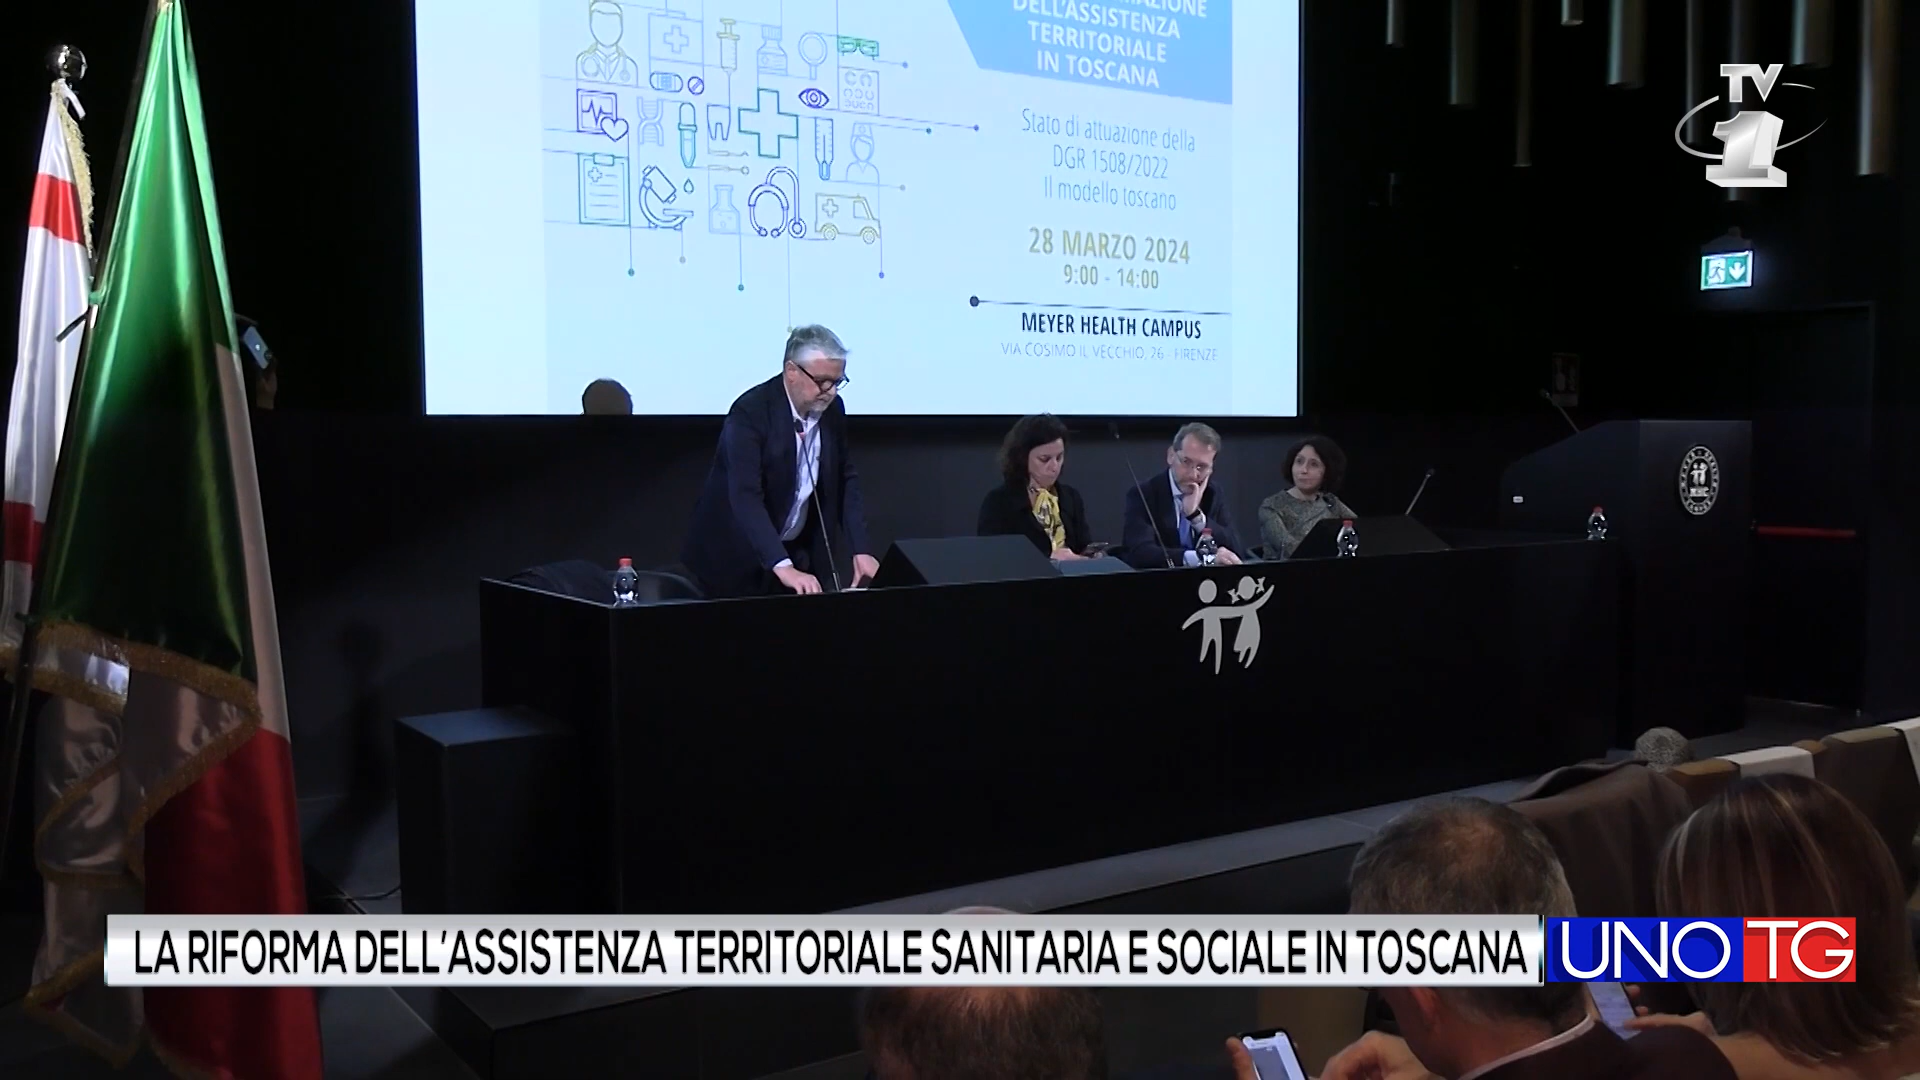 DELL'ASSISTENZA
TERRITORIALE
IN TOSCANA
Stato di attuazione della
DGR 1508/2022
Il modello toscano
28 MARZO 2024
9:00 - 14:00
MEYER HEALTH CAMPUS
VIA COSIMO IL VECCHIO, 26 - FIRENZE
TV
1
LA RIFORMA DELL'ASSISTENZA TERRITORIALE SANITARIA E SOCIALE IN TOSCANA
UNO TG